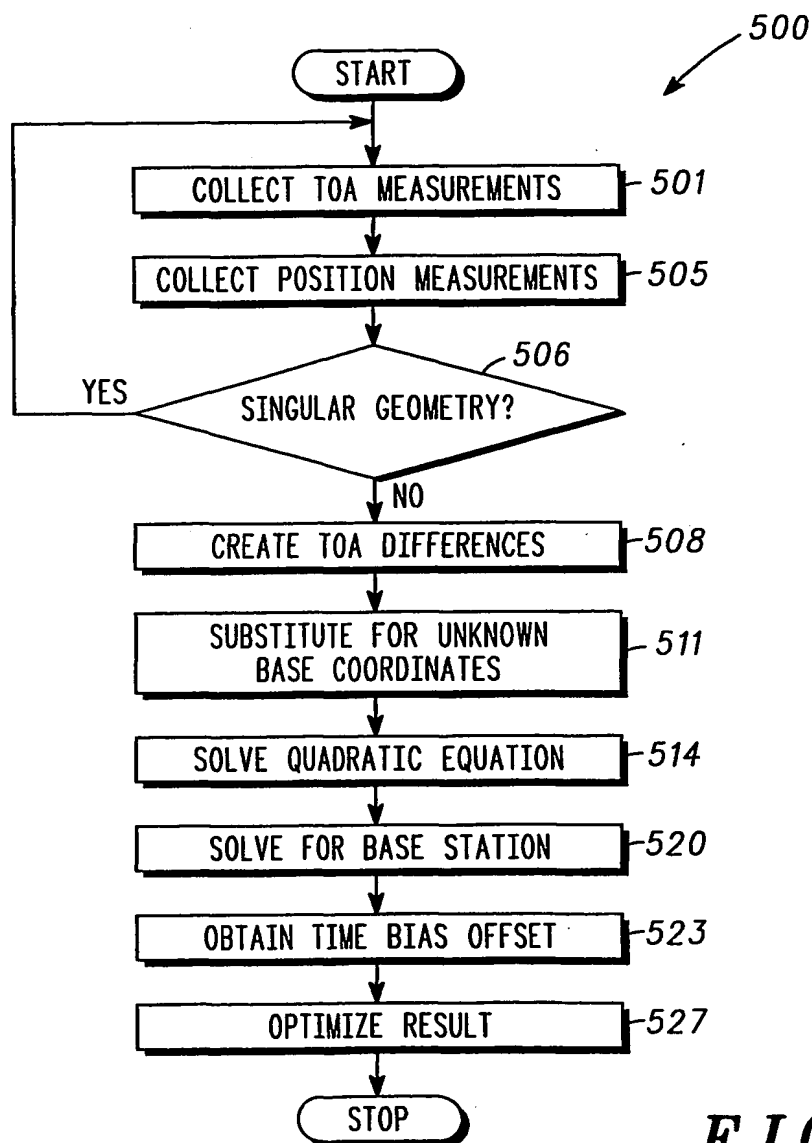 500
START
COLLECT TOA MEASUREMENTS 501
COLLECT POSITION MEASUREMENTS 505
506
YES
SINGULAR GEOMETRY?
NO
CREATE TOA DIFFERENCES 508
SUBSTITUTE FOR UNKNOWN
BASE COORDINATES 511
SOLVE QUADRATIC EQUATION 514
SOLVE FOR BASE STATION 520
OBTAIN TIME BIAS OFFSET 523
OPTIMIZE RESULT 527
STOP